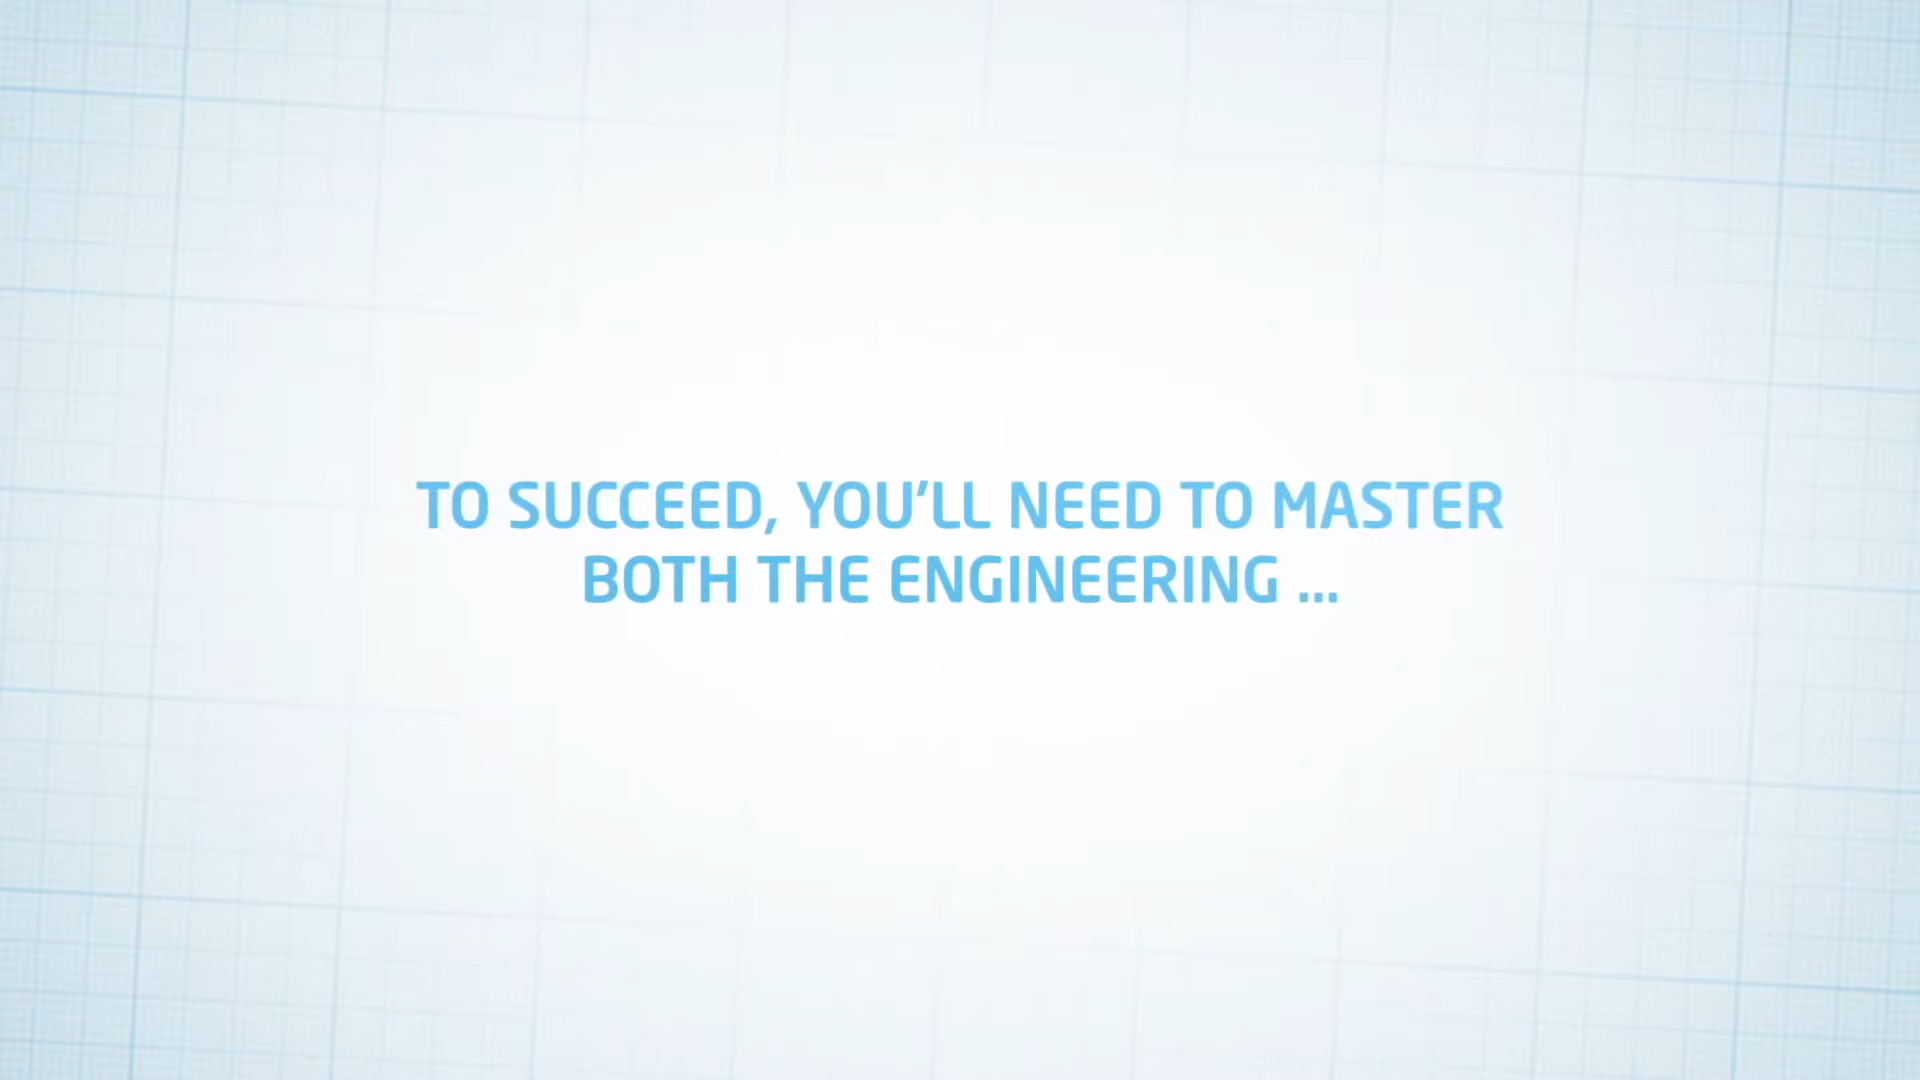 TO SUCCEED, YOU’LL NEED TO MASTER
BOTH THE ENGINEERING ...